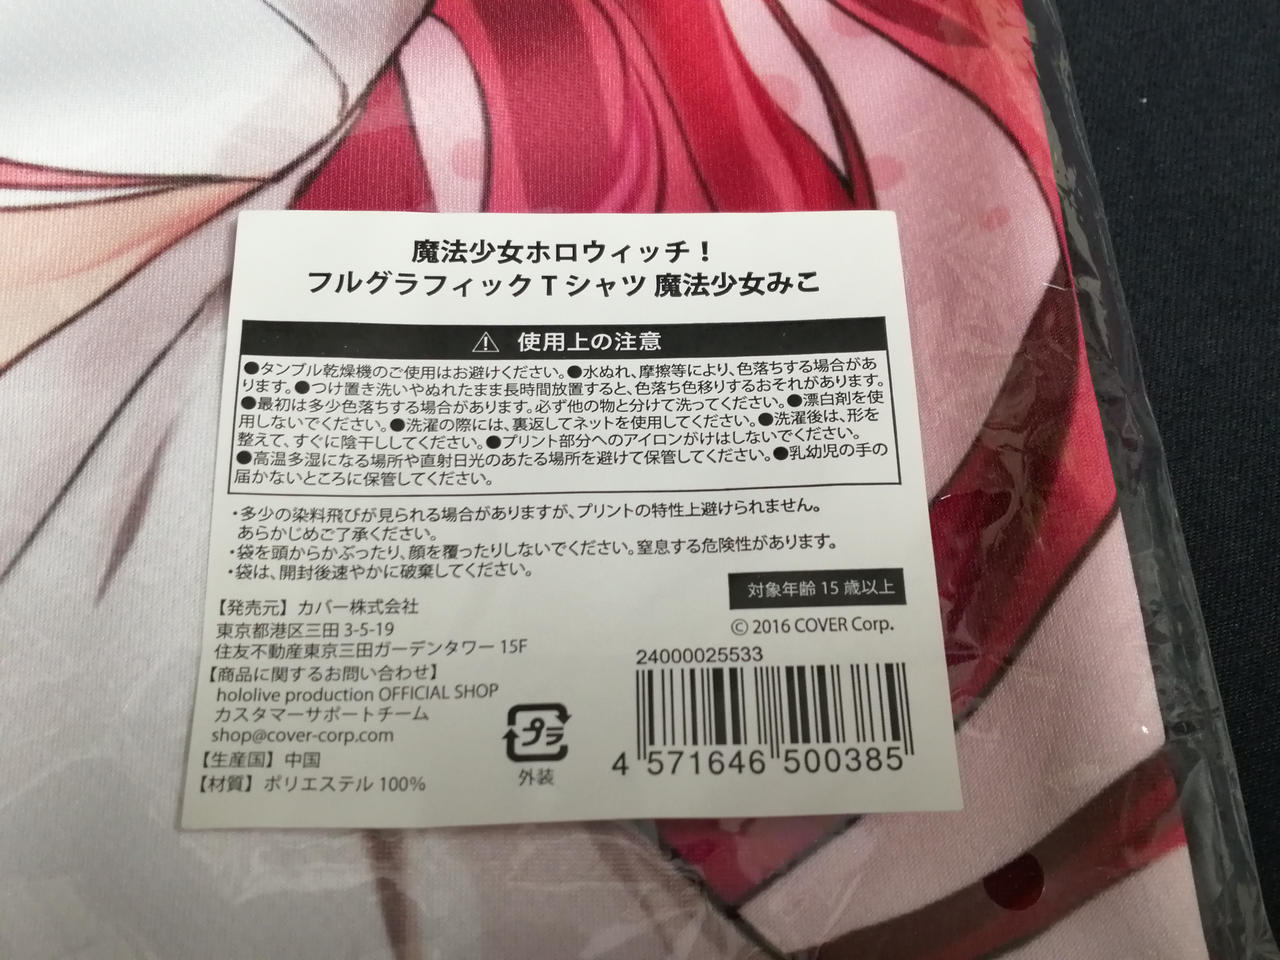 魔法少女ホロウィッチ！
フルグラフィックTシャツ 魔法少女みこ
使用上の注意
●タンブル乾燥機のご使用はお避けください。●水ぬれ、摩擦等により、色落ちする場合があ
ります。●つけ置き洗いやぬれたまま長時間放置すると、色落ち色移りするおそれがあります。
●最初は多少色落ちする場合があります。必ず他の物と分けて洗ってください。●漂白剤を使
用しないでください。●洗濯の際には、裏返してネットを使用してください。●洗濯後は、形を
整えて、すぐに陰干ししてください。●プリント部分へのアイロンがけはしないでください。
●高温多湿になる場所や直射日光のあたる場所を避けて保管してください。●乳幼児の手の
届かないところに保管してください。
・多少の染料飛びが見られる場合がありますが、プリントの特性上避けられません。
あらかじめご了承ください。
・袋を頭からかぶったり、顔を覆ったりしないでください。窒息する危険性があります。
・袋は、開封後速やかに破棄してください。
対象年齢 15 歳以上
【発売元】カバー株式会社
東京都港区三田 3-5-19
住友不動産東京三田ガーデンタワー 15F
© 2016 COVER Corp.
【商品に関するお問い合わせ】
hololive production OFFICIAL SHOP
カスタマーサポートチーム
shop@cover-corp.com
【生産国】中国
【材質】ポリエステル 100%
プラ
外装
24000025533
4 571646 500385